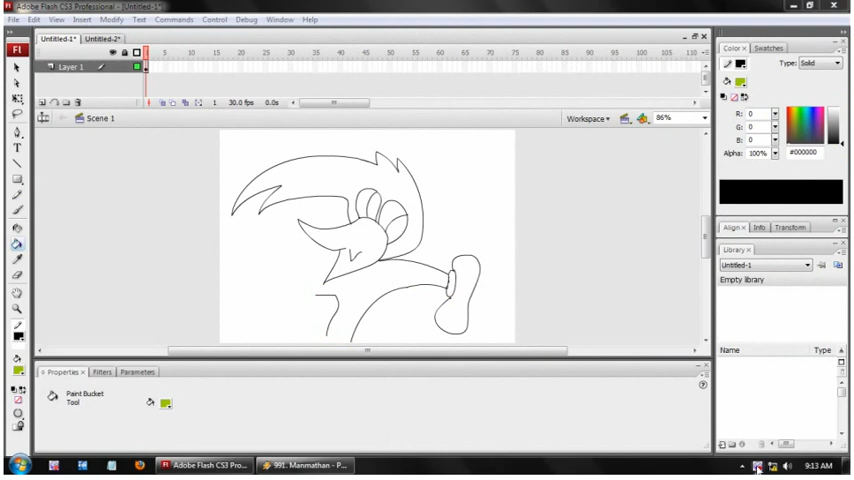 Adobe Flash CS3 Professional - [Untitled-1*]
File Edit View Insert Modify Text Commands Control Debug Window Help
Untitled-1* Untitled-2*
5 10 15 20 25 30 35 40 45 50 55 60 65 70 75 80 85 90 95 100 105 110
Layer 1
1 30.0 fps 0.0s
Scene 1 Workspace 86%
Color Swatches
Type: Solid
R: 0
G: 0
B: 0
Alpha: 100% #000000
Align Info Transform
Library
Untitled-1
Empty library
Name Type
Properties Filters Parameters
Paint Bucket
Tool
Adobe Flash CS3 Pro... 991. Manmathan - P... 9:13 AM